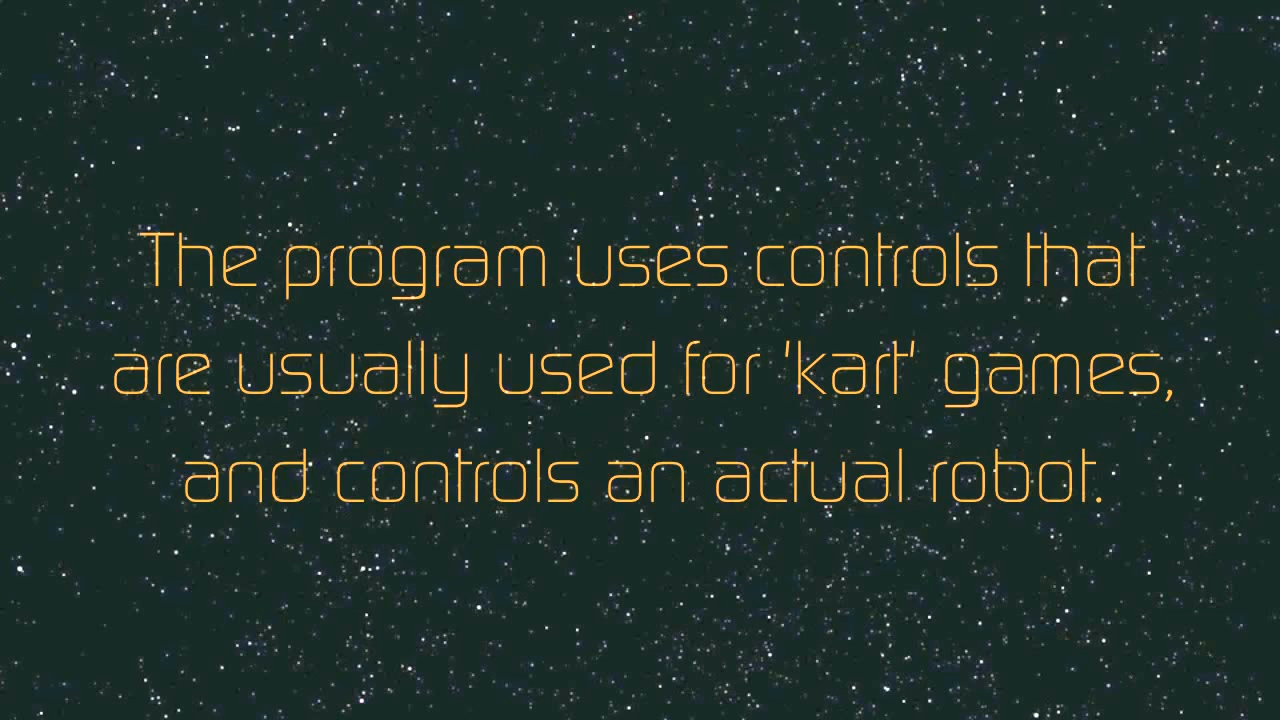 The program uses controls that
are usually used for 'kart' games,
and controls an actual robot.